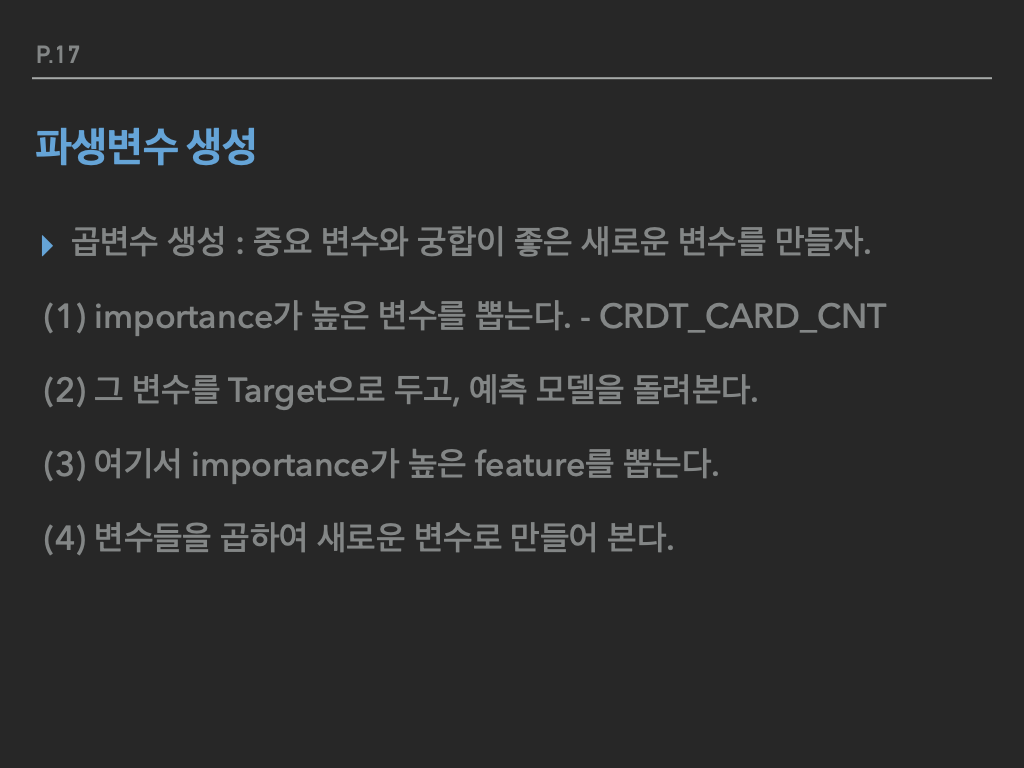 P.17
파생변수 생성
▸ 곱변수 생성 : 중요 변수와 궁합이 좋은 새로운 변수를 만들자.
(1) importance가 높은 변수를 뽑는다. - CRDT_CARD_CNT
(2) 그 변수를 Target으로 두고, 예측 모델을 돌려본다.
(3) 여기서 importance가 높은 feature를 뽑는다.
(4) 변수들을 곱하여 새로운 변수로 만들어 본다.